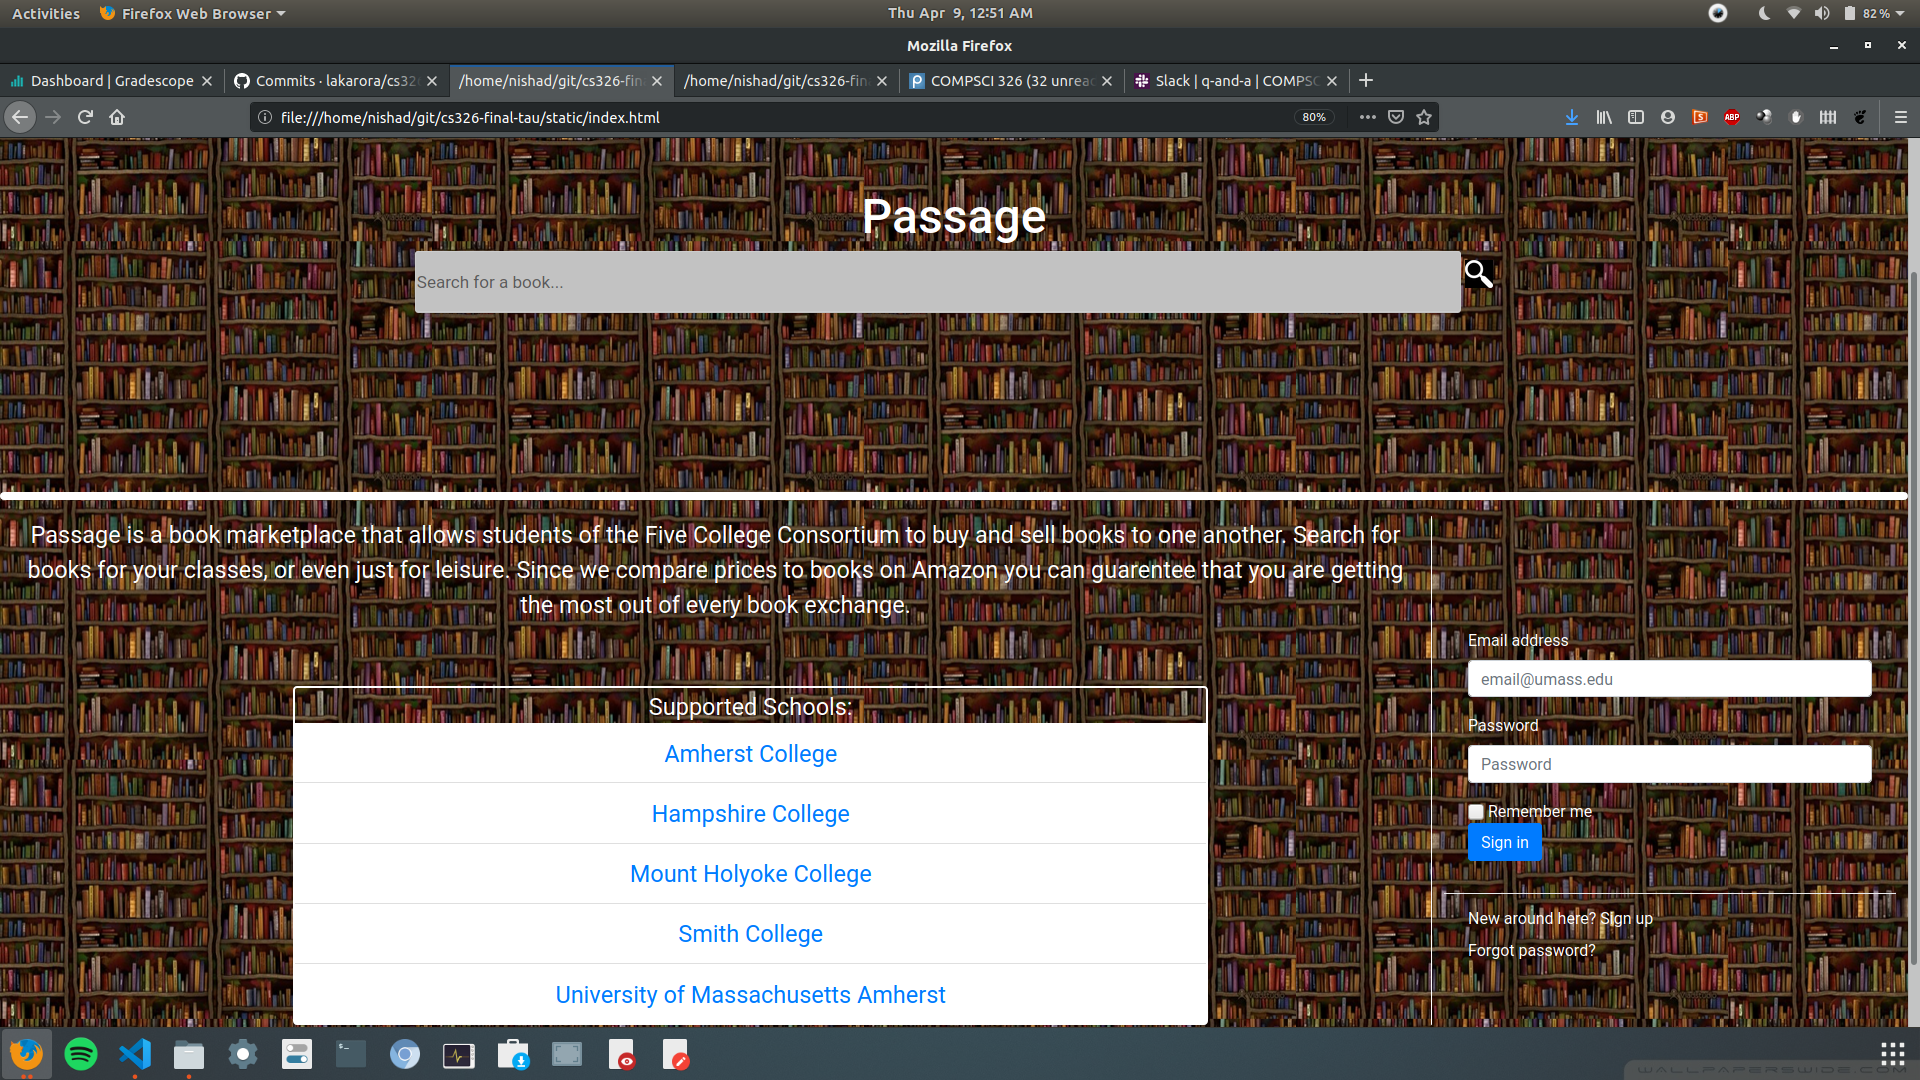 Activities
Firefox Web Browser
Thu Apr 9, 12:51 AM
82 %
Mozilla Firefox
Dashboard | Gradescope
Commits · lakarora/cs326
/home/nishad/git/cs326-fin
/home/nishad/git/cs326-fin
COMPSCI 326 (32 unrea
Slack | q-and-a | COMPSC
file:///home/nishad/git/cs326-final-tau/static/index.html
80%
ABP
Passage
Search for a book...
Passage is a book marketplace that allows students of the Five College Consortium to buy and sell books to one another. Search for
books for your classes, or even just for leisure. Since we compare prices to books on Amazon you can guarentee that you are getting
the most out of every book exchange.
Supported Schools:
Amherst College
Hampshire College
Mount Holyoke College
Smith College
University of Massachusetts Amherst
Email address
email@umass.edu
Password
Password
Remember me
Sign in
New around here? Sign up
Forgot password?
WALLPAPERSWIDE.COM